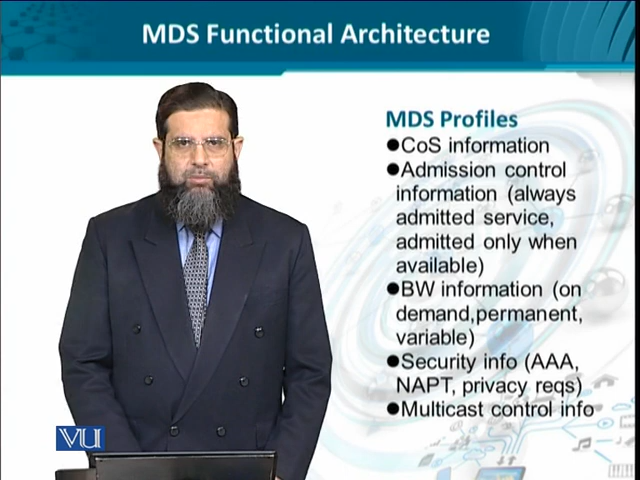 MDS Functional Architecture
MDS Profiles
●CoS information
●Admission control
information (always
admitted service,
admitted only when
available)
●BW information (on
demand,permanent,
variable)
●Security info (AAA,
NAPT, privacy reqs)
●Multicast control info
VU